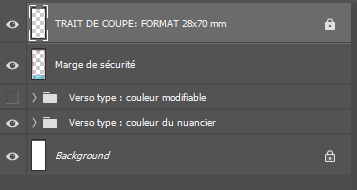 TRAIT DE COUPE: FORMAT 28x70 mm
Marge de sécurité
Verso type : couleur modifiable
Verso type : couleur du nuancier
Background